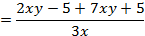 = (2xy − 5 + 7xy + 5) / 3x